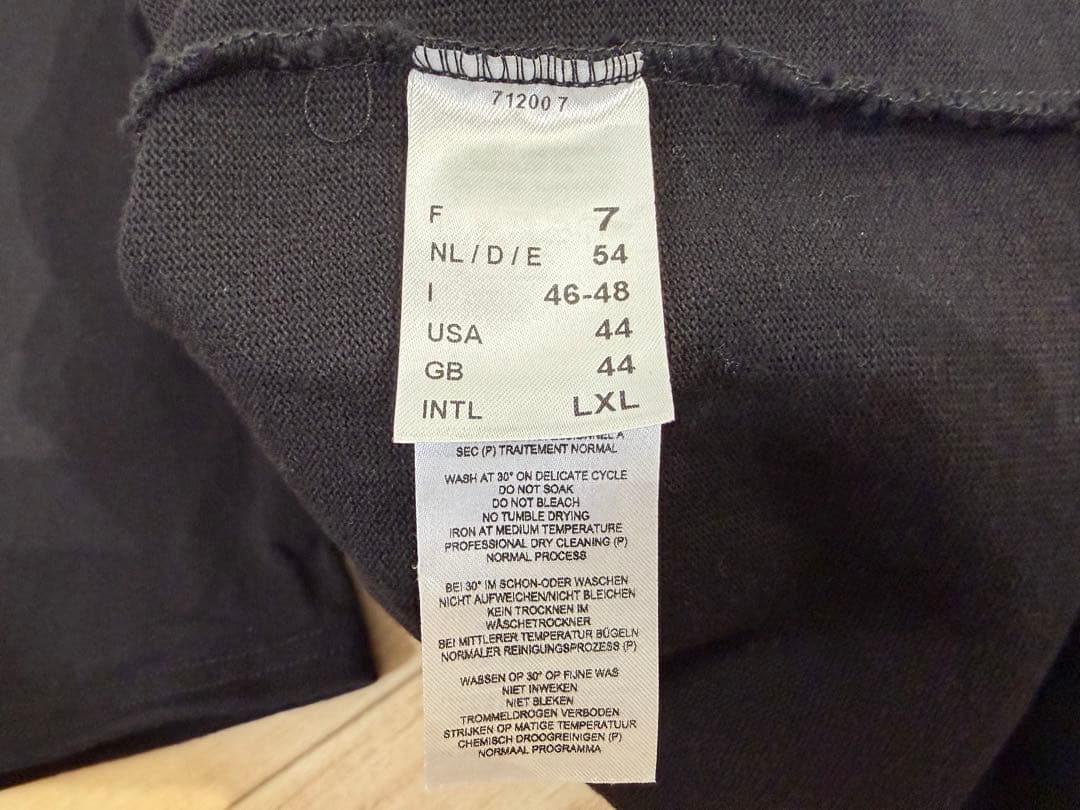 71200 7
F 7
NL / D / E 54
I 46-48
USA 44
GB 44
INTL LXL
SEC (P) TRAITEMENT NORMAL
WASH AT 30° ON DELICATE CYCLE
DO NOT SOAK
DO NOT BLEACH
NO TUMBLE DRYING
IRON AT MEDIUM TEMPERATURE
PROFESSIONAL DRY CLEANING (P)
NORMAL PROCESS
BEI 30° IM SCHON-ODER WASCHEN
NICHT AUFWEICHEN/NICHT BLEICHEN
KEIN TROCKNEN IM
WÄSCHETROCKNER
BEI MITTLERER TEMPERATUR BÜGELN
NORMALER REINIGUNGSPROZESS (P)
WASSEN OP 30° OP FIJNE WAS
NIET INWEKEN
NIET BLEKEN
TROMMELDROGEN VERBODEN
STRIJKEN OP MATIGE TEMPERATUUR
CHEMISCH DROOGREINIGEN (P)
NORMAAL PROGRAMMA